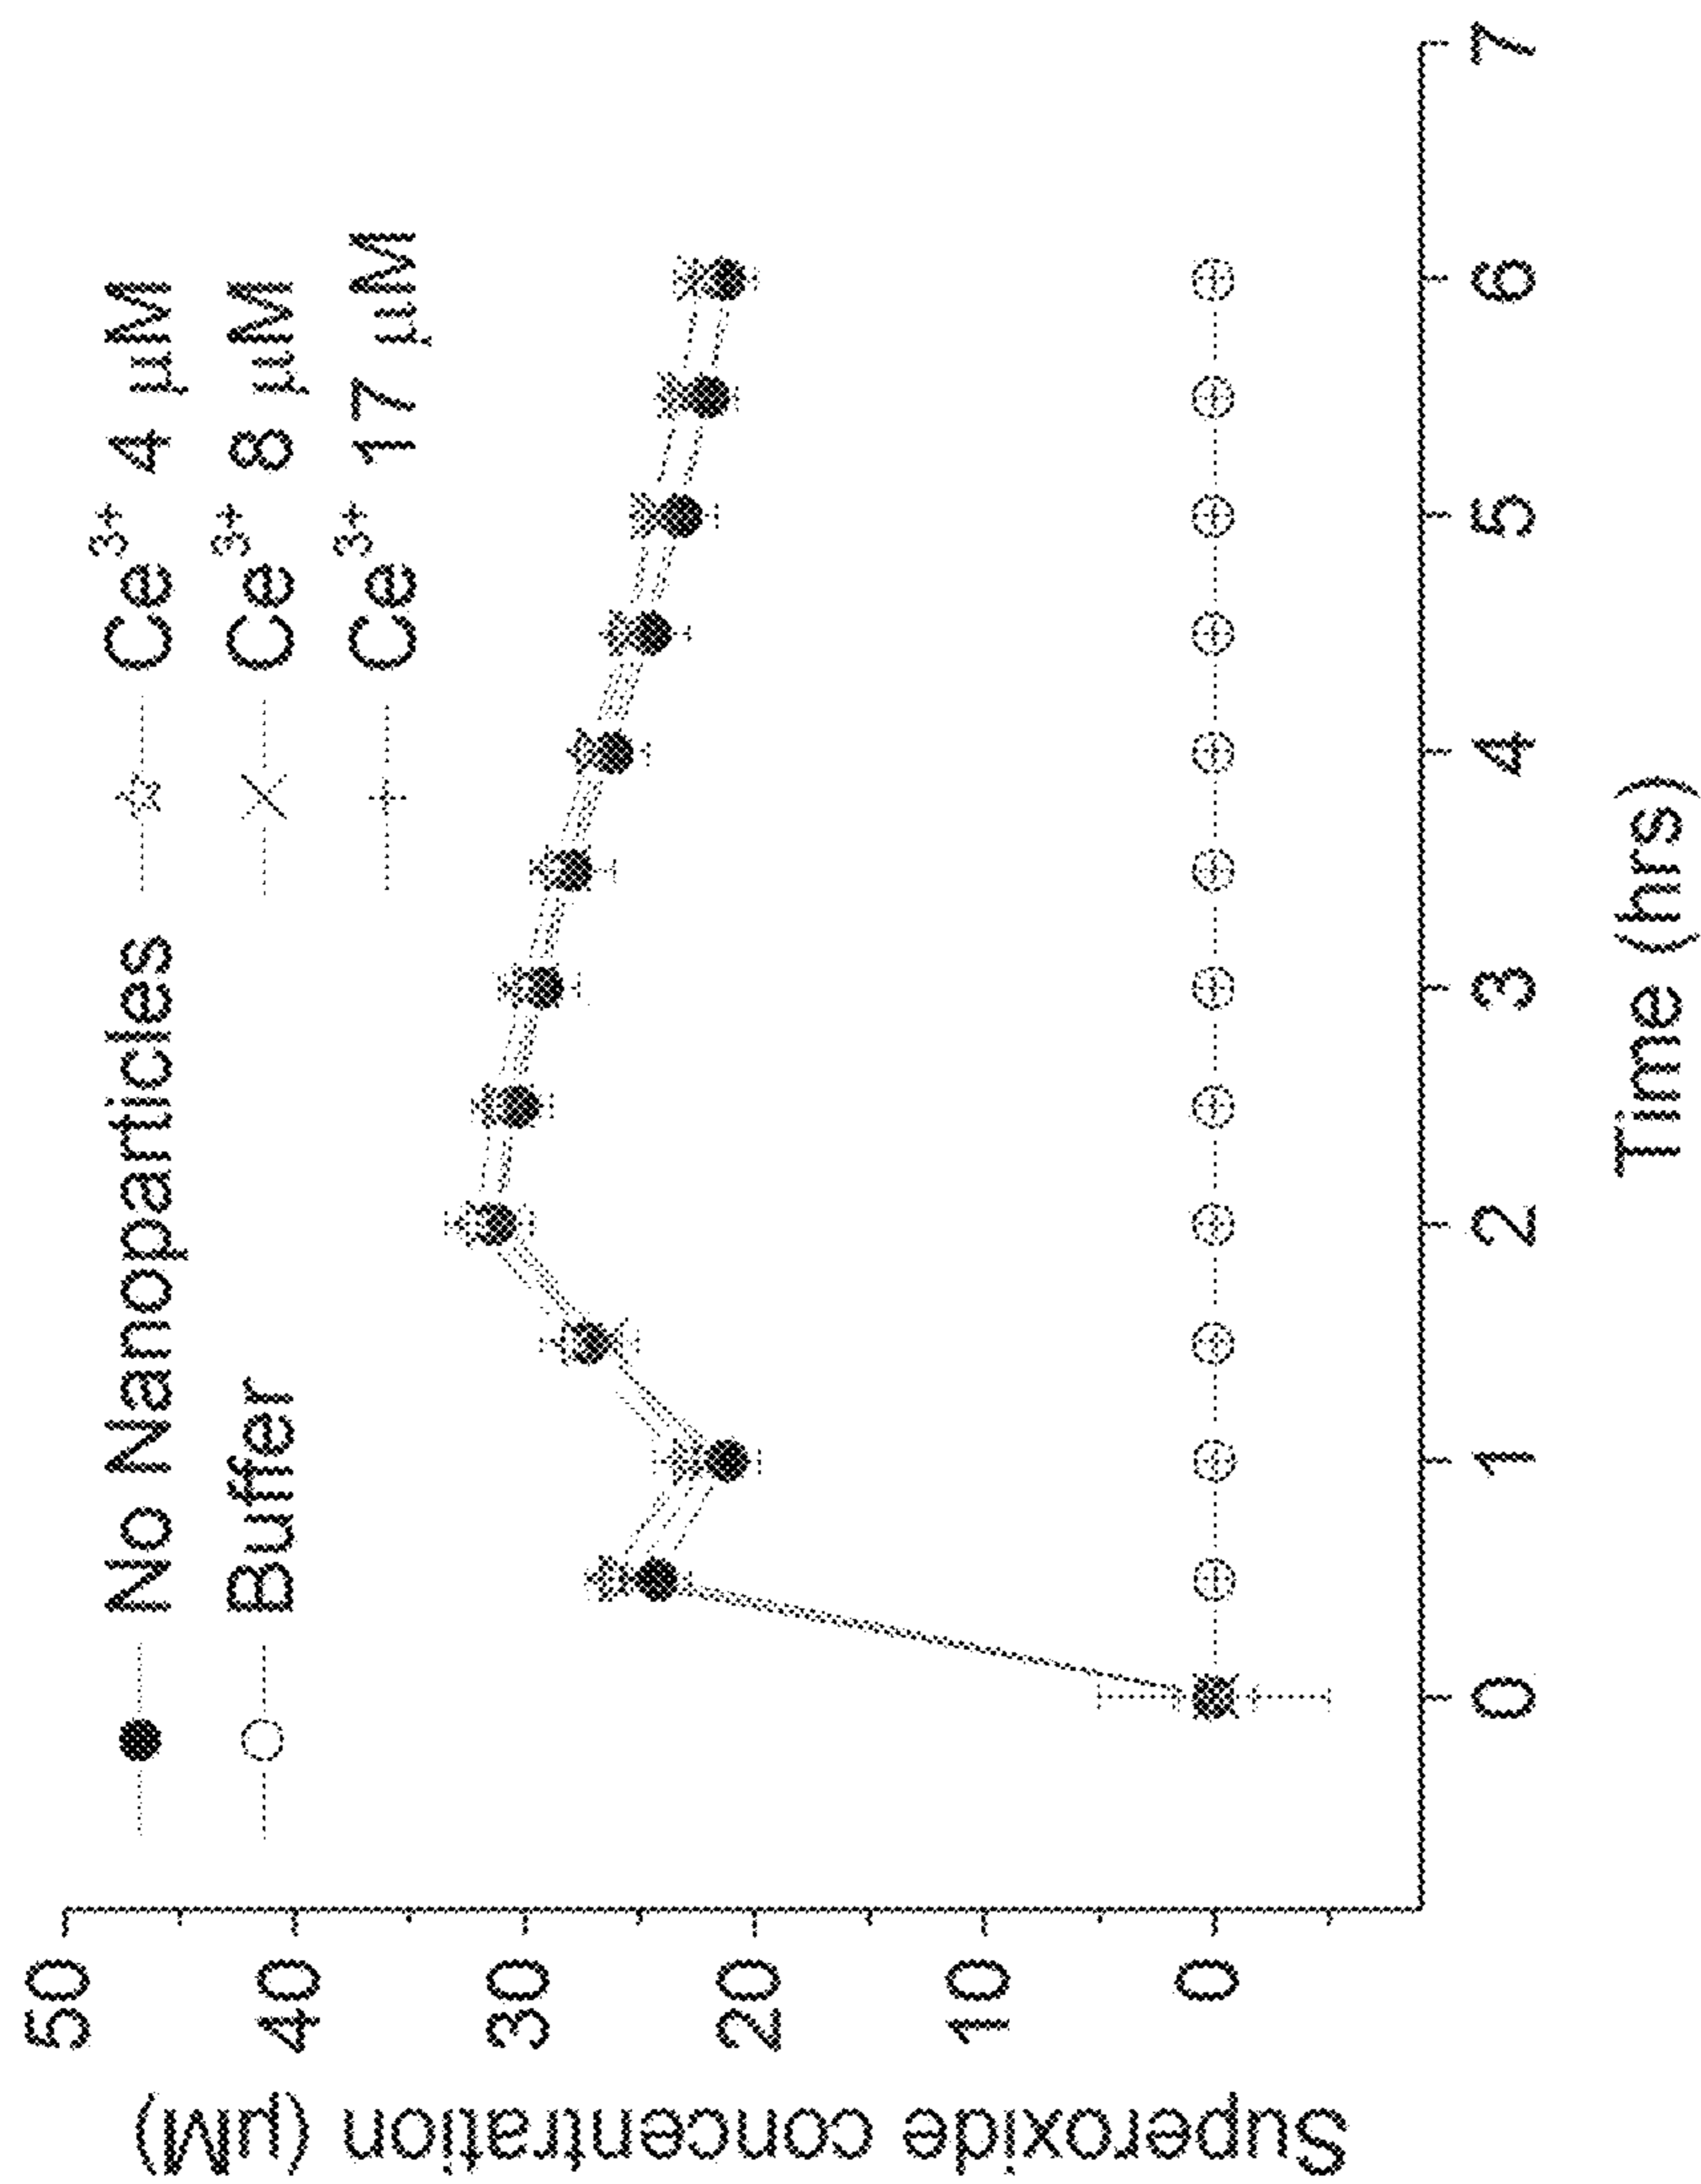 No Nanoparticles
Buffer
Ce3+ 4 µM
Ce3+ 8 µM
Ce3+ 17 µM
Superoxide concentration (µM)
50
40
30
20
10
0
0 1 2 3 4 5 6 7
Time (hrs)